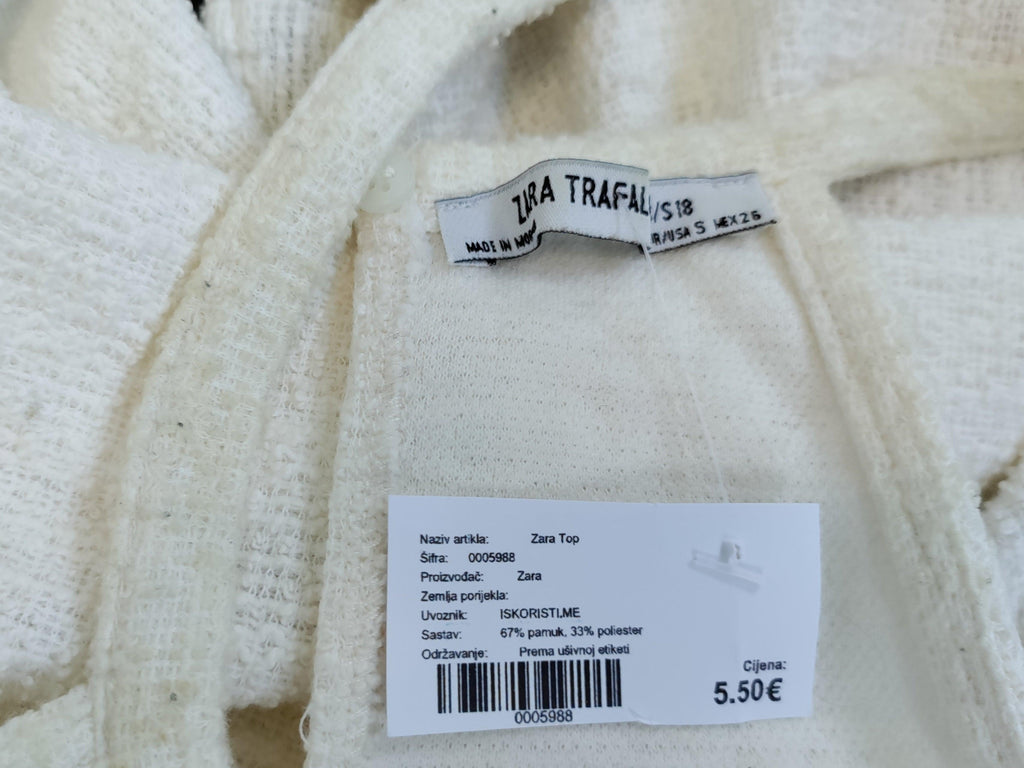 ZARA TRAFAL
/S18
MADE IN
R/USA S MEX 26
Naziv artikla: Zara Top
Šifra: 0005988
Proizvođač: Zara
Zemlja porijekla:
Uvoznik: ISKORISTI.ME
Sastav: 67% pamuk, 33% poliester
Održavanje: Prema ušivnoj etiketi
0005988
Cijena:
5.50€